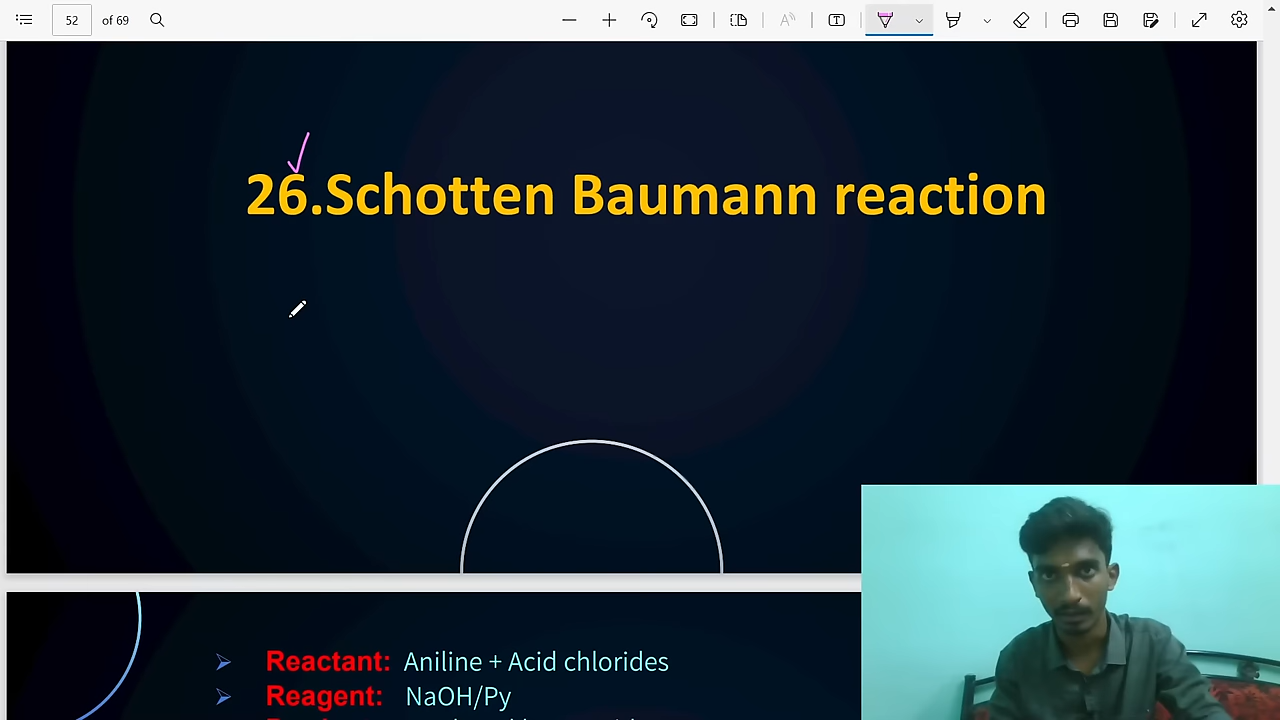 52 of 69
26.Schotten Baumann reaction
Reactant: Aniline + Acid chlorides
Reagent: NaOH/Py